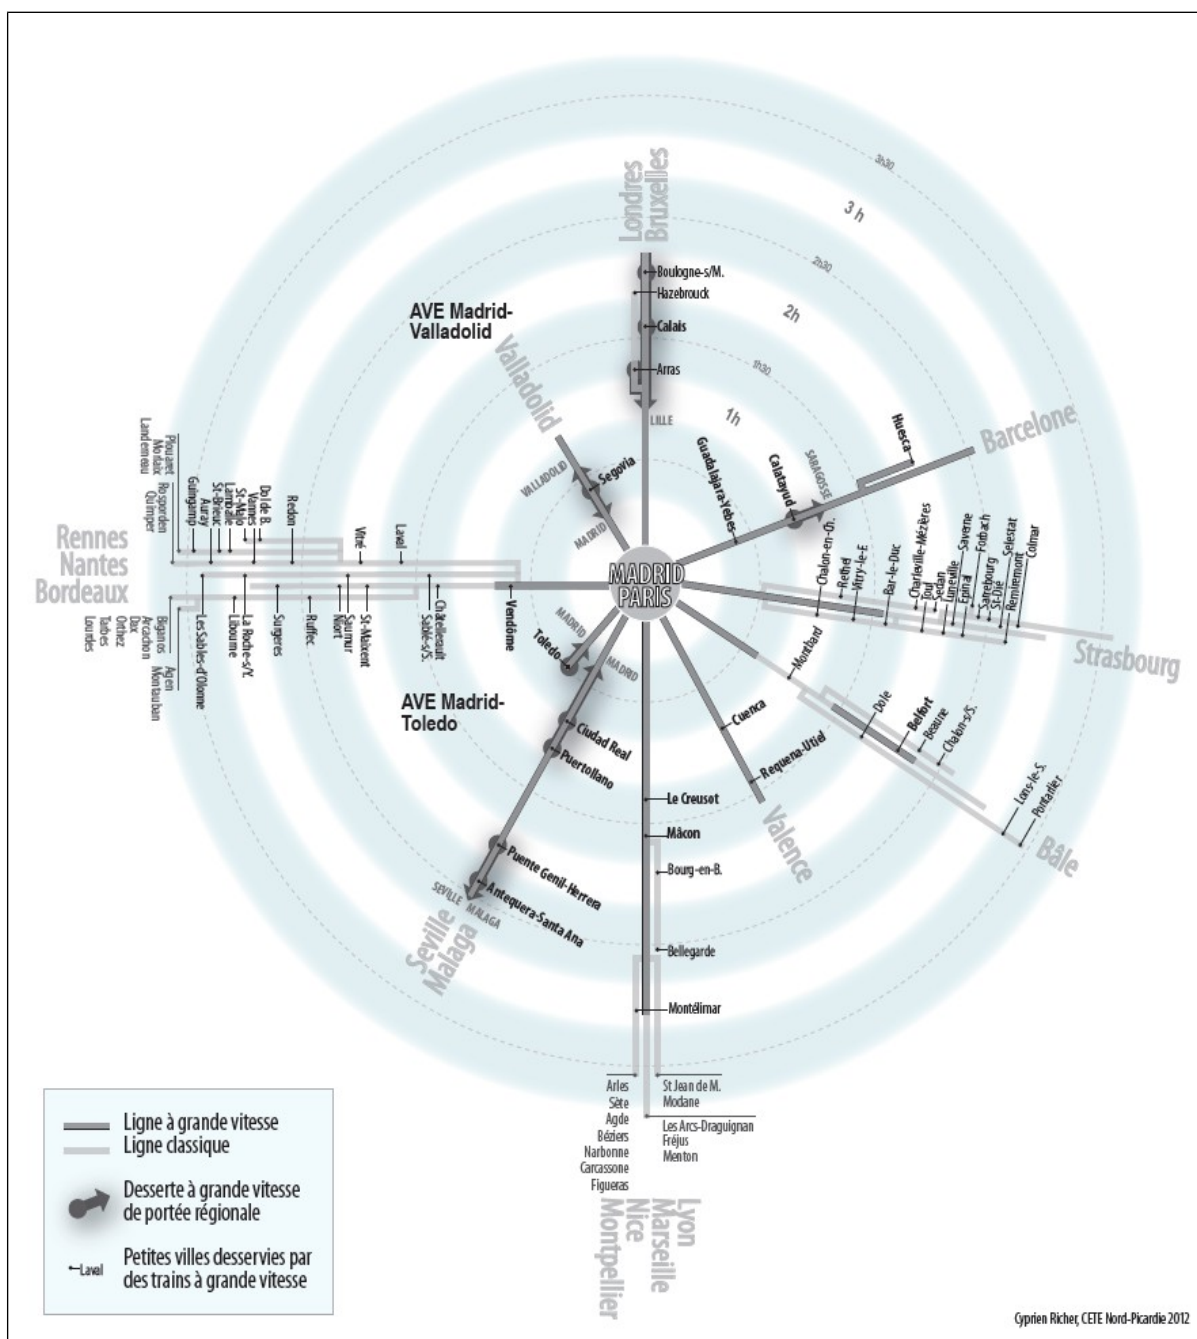 3h30
3 h
2h30
2h
1h30
1h
Londres
Bruxelles
Boulogne-s/M.
Hazebrouck
Calais
Arras
LILLE
AVE Madrid-
Valladolid
Valladolid
VALLADOLID
Segovia
MADRID
Barcelone
Huesca
SARAGOSSE
Calatayud
Guadalajara-Yebes
MADRID
PARIS
Strasbourg
Chalon-en-Ch.
Rethel
Vitry-le-F
Bar-le-Duc
Charleville-Mézières
Toul
Sedan
Luneville
Epinal
Saverne
Forbach
Satrebourg
St-Dié
Selestat
Remiremont
Colmar
Bâle
Montbard
Dole
Belfort
Beaune
Chalon-s/S.
Lons-le-S.
Pontarlier
Valence
Cuenca
Requena-Utiel
Le Creusot
Mâcon
Bourg-en-B.
Bellegarde
Montélimar
Arles
Sète
Agde
Béziers
Narbonne
Carcassone
Figueras
St Jean de M.
Modane
Les Arcs-Draguignan
Fréjus
Menton
Lyon
Marseille
Nice
Montpellier
AVE Madrid-
Toledo
MADRID
Toledo
MADRID
Ciudad Real
Puertollano
Puente Genil-Herrera
Antequera-Santa Ana
SEVILLE
MALAGA
Seville
Malaga
Rennes
Nantes
Bordeaux
Plouaret
Morlaix
Landerneau
Rosporden
Quimper
Guingamp
Auray
St-Brieuc
Lamballe
St-Malo
Vannes
Dol de B.
Redon
Vitré
Laval
Vendôme
Châtellerault
Sablé-s/S.
St-Maixent
Saumur
Niort
Ruffec
Surgeres
La Roche-s/Y.
Libourne
Les Sables-d'Olonne
Agen
Montauban
Biganos
Arcachon
Dax
Orthez
Tarbes
Lourdes
Ligne à grande vitesse
Ligne classique
Desserte à grande vitesse
de portée régionale
Laval
Petites villes desservies par
des trains à grande vitesse
Cyprien Richer, CETE Nord-Picardie 2012